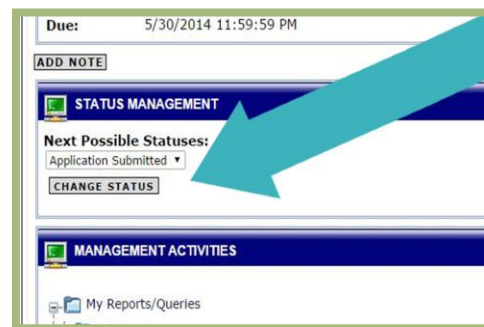 Due: 5/30/2014 11:59:59 PM
ADD NOTE
STATUS MANAGEMENT
Next Possible Statuses:
Application Submitted
CHANGE STATUS
MANAGEMENT ACTIVITIES
My Reports/Queries